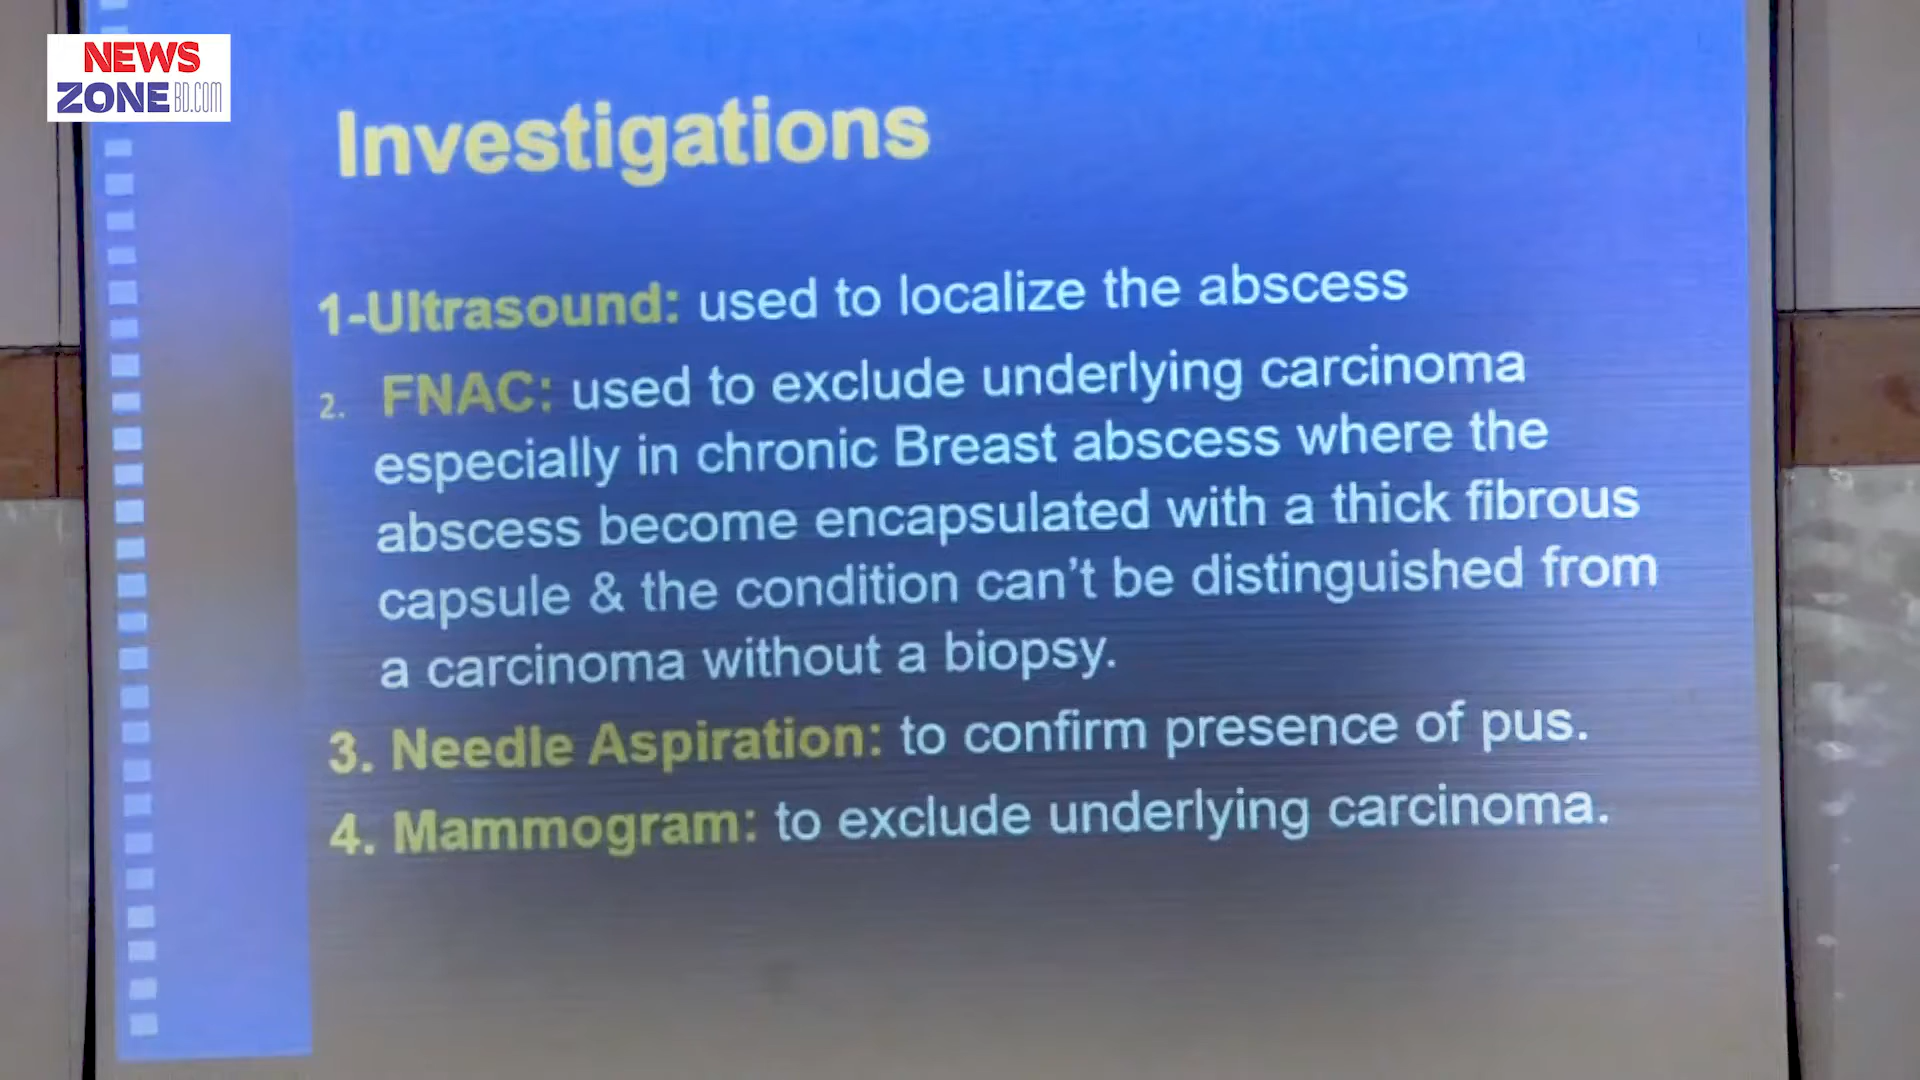 NEWS
ZONE BD.COM
Investigations
1-Ultrasound: used to localize the abscess
2. FNAC: used to exclude underlying carcinoma
especially in chronic Breast abscess where the
abscess become encapsulated with a thick fibrous
capsule & the condition can't be distinguished from
a carcinoma without a biopsy.
3. Needle Aspiration: to confirm presence of pus.
4. Mammogram: to exclude underlying carcinoma.